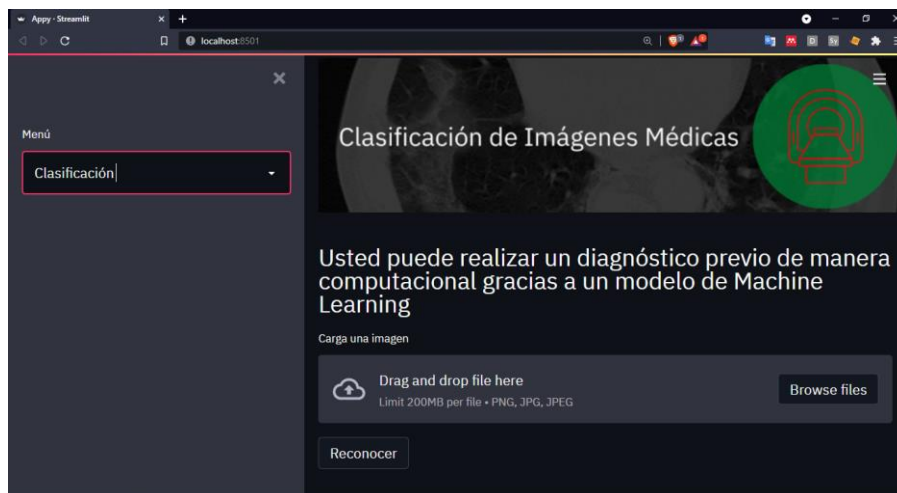 Appy · Streamlit
localhost:8501
Menú
Clasificación
Clasificación de Imágenes Médicas
Usted puede realizar un diagnóstico previo de manera
computacional gracias a un modelo de Machine
Learning
Carga una imagen
Drag and drop file here
Limit 200MB per file • PNG, JPG, JPEG
Browse files
Reconocer